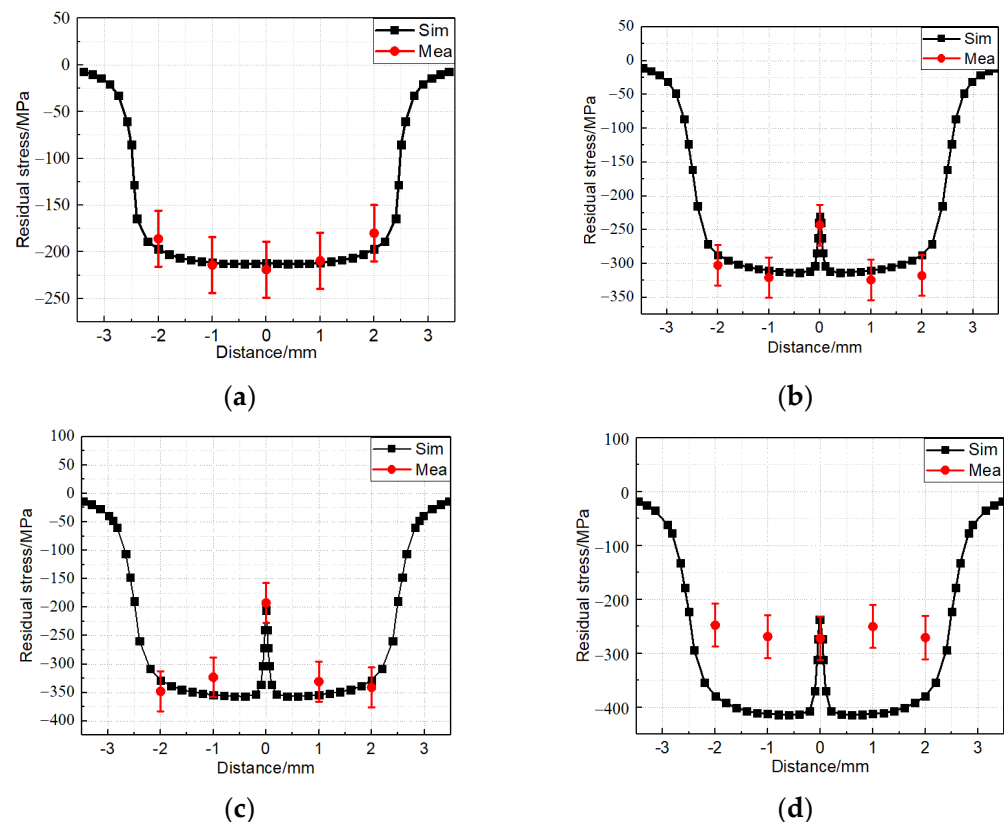 50
0
−50
−100
−150
−200
−250
Residual stress/MPa
Sim
Mea
-3 -2 -1 0 1 2 3
Distance/mm
(a)
50
0
−50
−100
−150
−200
−250
−300
−350
Residual stress/MPa
Sim
Mea
-3 -2 -1 0 1 2 3
Distance/mm
(b)
100
50
0
−50
−100
−150
−200
−250
−300
−350
−400
Residual stress/MPa
Sim
Mea
-3 -2 -1 0 1 2 3
Distance/mm
(c)
100
0
−100
−200
−300
−400
Residual stress/MPa
Sim
Mea
-3 -2 -1 0 1 2 3
Distance/mm
(d)